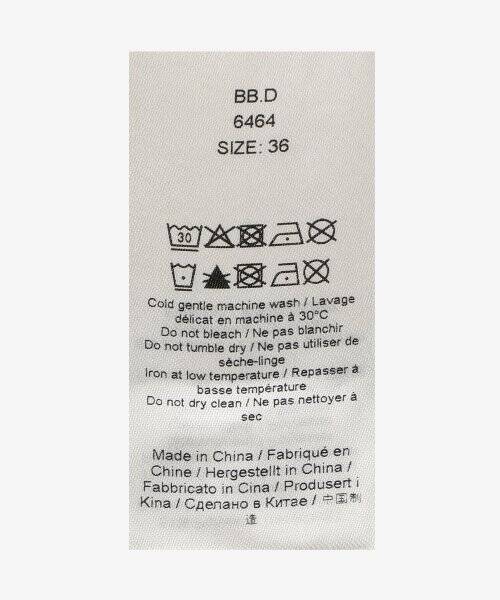 BB.D
6464
SIZE: 36
30
Cold gentle machine wash / Lavage
délicat en machine à 30°C
Do not bleach / Ne pas blanchir
Do not tumble dry / Ne pas utiliser de
sèche-linge
Iron at low temperature / Repasser à
basse température
Do not dry clean / Ne pas nettoyer à
sec
Made in China / Fabriqué en
Chine / Hergestellt in China /
Fabbricato in Cina / Produsert i
Kina / Сделано в Китае / 中国制
造